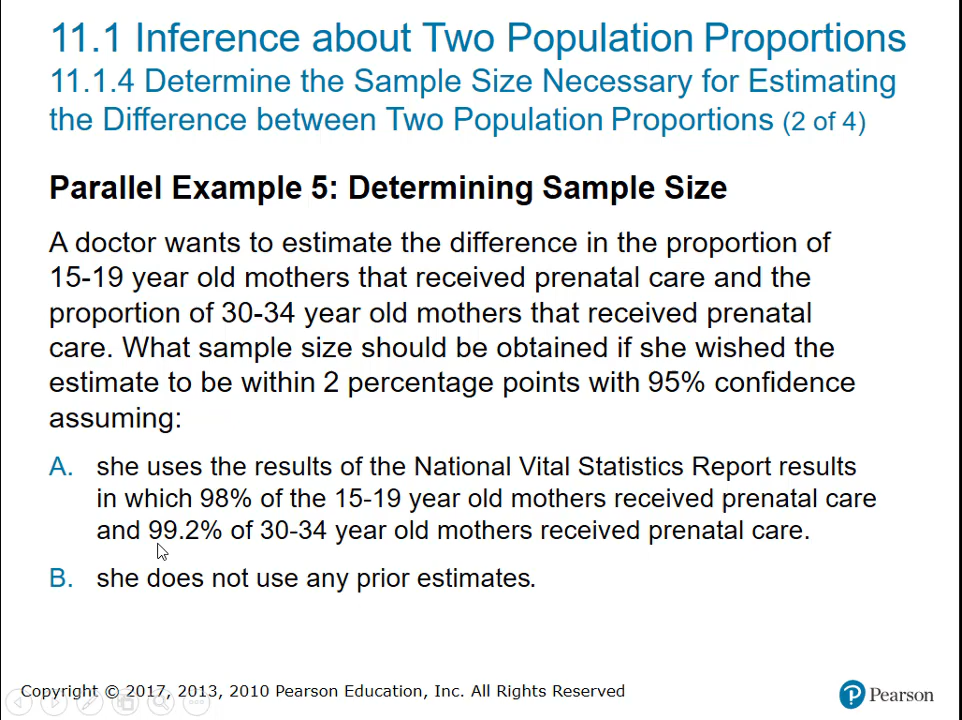 11.1 Inference about Two Population Proportions
11.1.4 Determine the Sample Size Necessary for Estimating
the Difference between Two Population Proportions (2 of 4)
Parallel Example 5: Determining Sample Size
A doctor wants to estimate the difference in the proportion of
15-19 year old mothers that received prenatal care and the
proportion of 30-34 year old mothers that received prenatal
care. What sample size should be obtained if she wished the
estimate to be within 2 percentage points with 95% confidence
assuming:
A. she uses the results of the National Vital Statistics Report results
in which 98% of the 15-19 year old mothers received prenatal care
and 99.2% of 30-34 year old mothers received prenatal care.
B. she does not use any prior estimates.
Copyright © 2017, 2013, 2010 Pearson Education, Inc. All Rights Reserved
Pearson